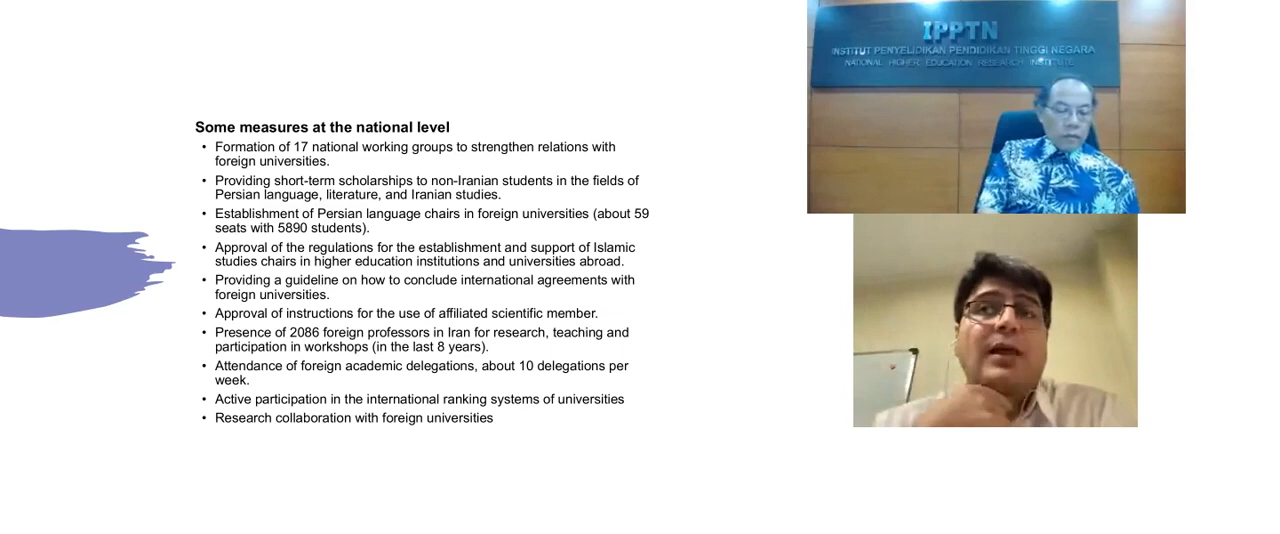 Some measures at the national level
• Formation of 17 national working groups to strengthen relations with
foreign universities.
• Providing short-term scholarships to non-Iranian students in the fields of
Persian language, literature, and Iranian studies.
• Establishment of Persian language chairs in foreign universities (about 59
seats with 5890 students).
• Approval of the regulations for the establishment and support of Islamic
studies chairs in higher education institutions and universities abroad.
• Providing a guideline on how to conclude international agreements with
foreign universities.
• Approval of instructions for the use of affiliated scientific member.
• Presence of 2086 foreign professors in Iran for research, teaching and
participation in workshops (in the last 8 years).
• Attendance of foreign academic delegations, about 10 delegations per
week.
• Active participation in the international ranking systems of universities
• Research collaboration with foreign universities
IPPTN
INSTITUT PENYELIDIKAN PENDIDIKAN TINGGI NEGARA
NATIONAL HIGHER EDUCATION RESEARCH INSTITUTE